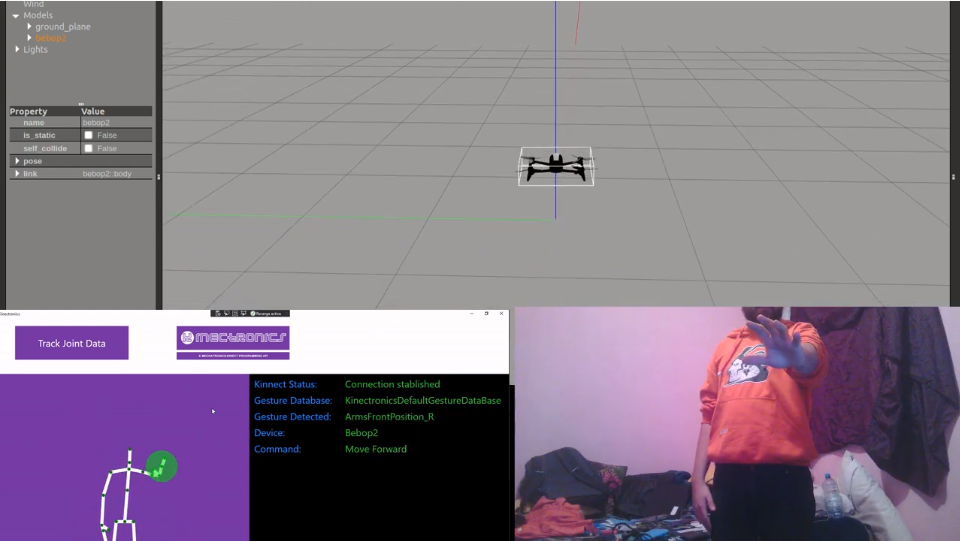 Wind
Models
ground_plane
bebop2
Lights
Property Value
name bebop2
is_static False
self_collide False
pose
link bebop2::body
Track Joint Data
MECTRONICS
Kinnect Status: Connection stablished
Gesture Database: KinectronicsDefaultGestureDataBase
Gesture Detected: ArmsFrontPosition_R
Device: Bebop2
Command: Move Forward